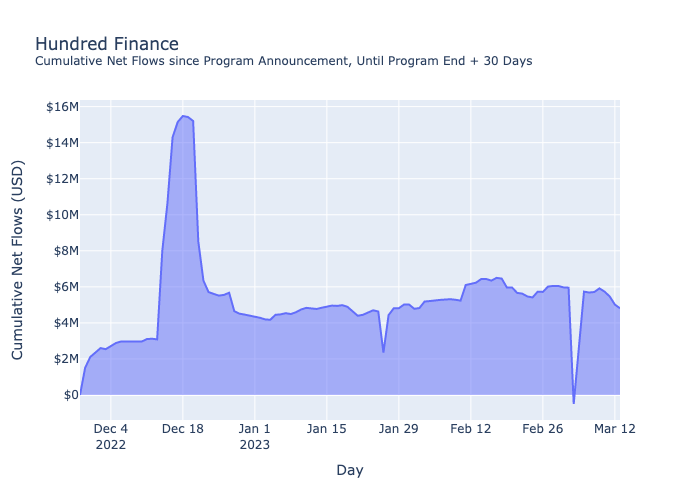 Hundred Finance
Cumulative Net Flows since Program Announcement, Until Program End + 30 Days
Cumulative Net Flows (USD)
$16M
$14M
$12M
$10M
$8M
$6M
$4M
$2M
$0
Dec 4 Dec 18 Jan 1 Jan 15 Jan 29 Feb 12 Feb 26 Mar 12
2022 2023
Day